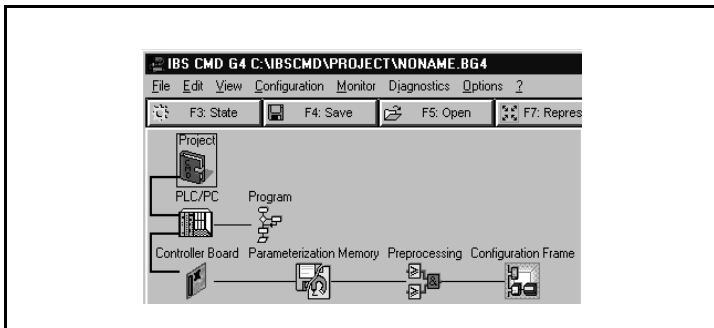 IBS CMD G4 C:\IBSCMD\PROJECT\NONAME.BG4
File Edit View Configuration Monitor Diagnostics Options ?
F3: State F4: Save F5: Open F7: Repres
Project
PLC/PC Program
Controller Board Parameterization Memory Preprocessing Configuration Frame